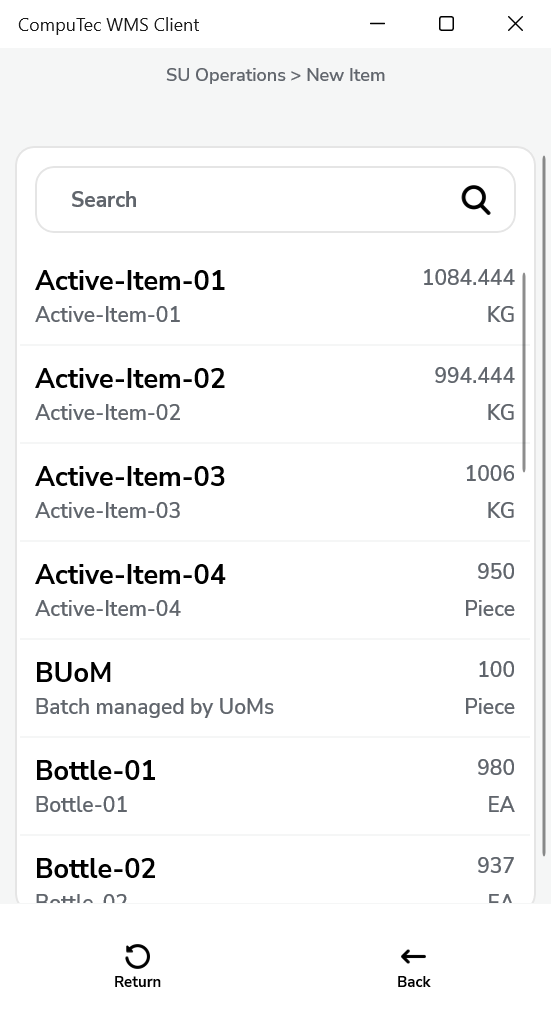 CompuTec WMS Client
SU Operations > New Item
Search
Active-Item-01 1084.444
Active-Item-01 KG
Active-Item-02 994.444
Active-Item-02 KG
Active-Item-03 1006
Active-Item-03 KG
Active-Item-04 950
Active-Item-04 Piece
BUoM 100
Batch managed by UoMs Piece
Bottle-01 980
Bottle-01 EA
Bottle-02 937
Bottle-02 EA
Return Back